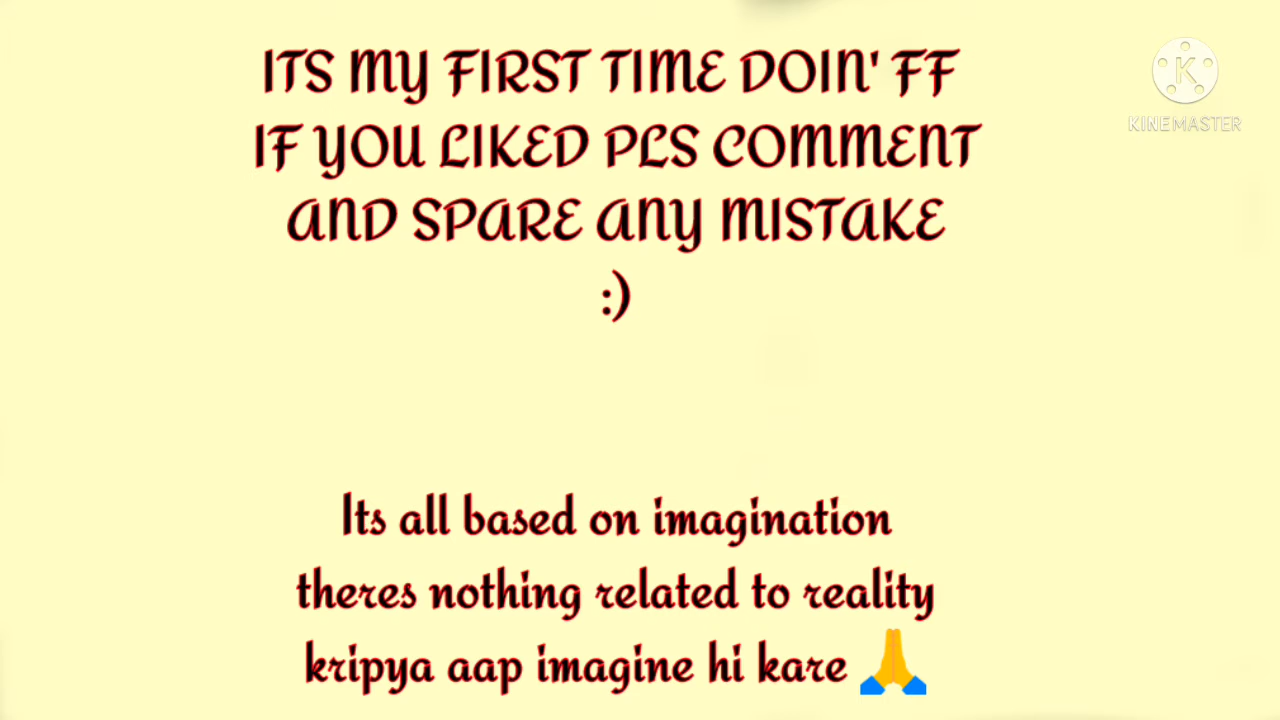 ITS MY FIRST TIME DOIN' FF
IF YOU LIKED PLS COMMENT
AND SPARE ANY MISTAKE
:)
KINEMASTER
Its all based on imagination
theres nothing related to reality
kripya aap imagine hi kare 🙏